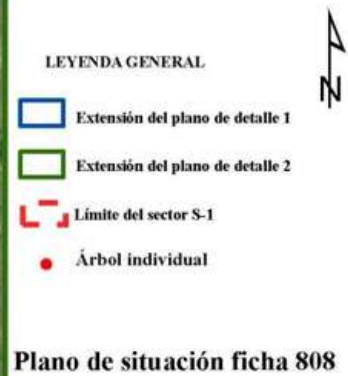 N
LEYENDA GENERAL
Extensión del plano de detalle 1
Extensión del plano de detalle 2
Límite del sector S-1
Árbol individual
Plano de situación ficha 808